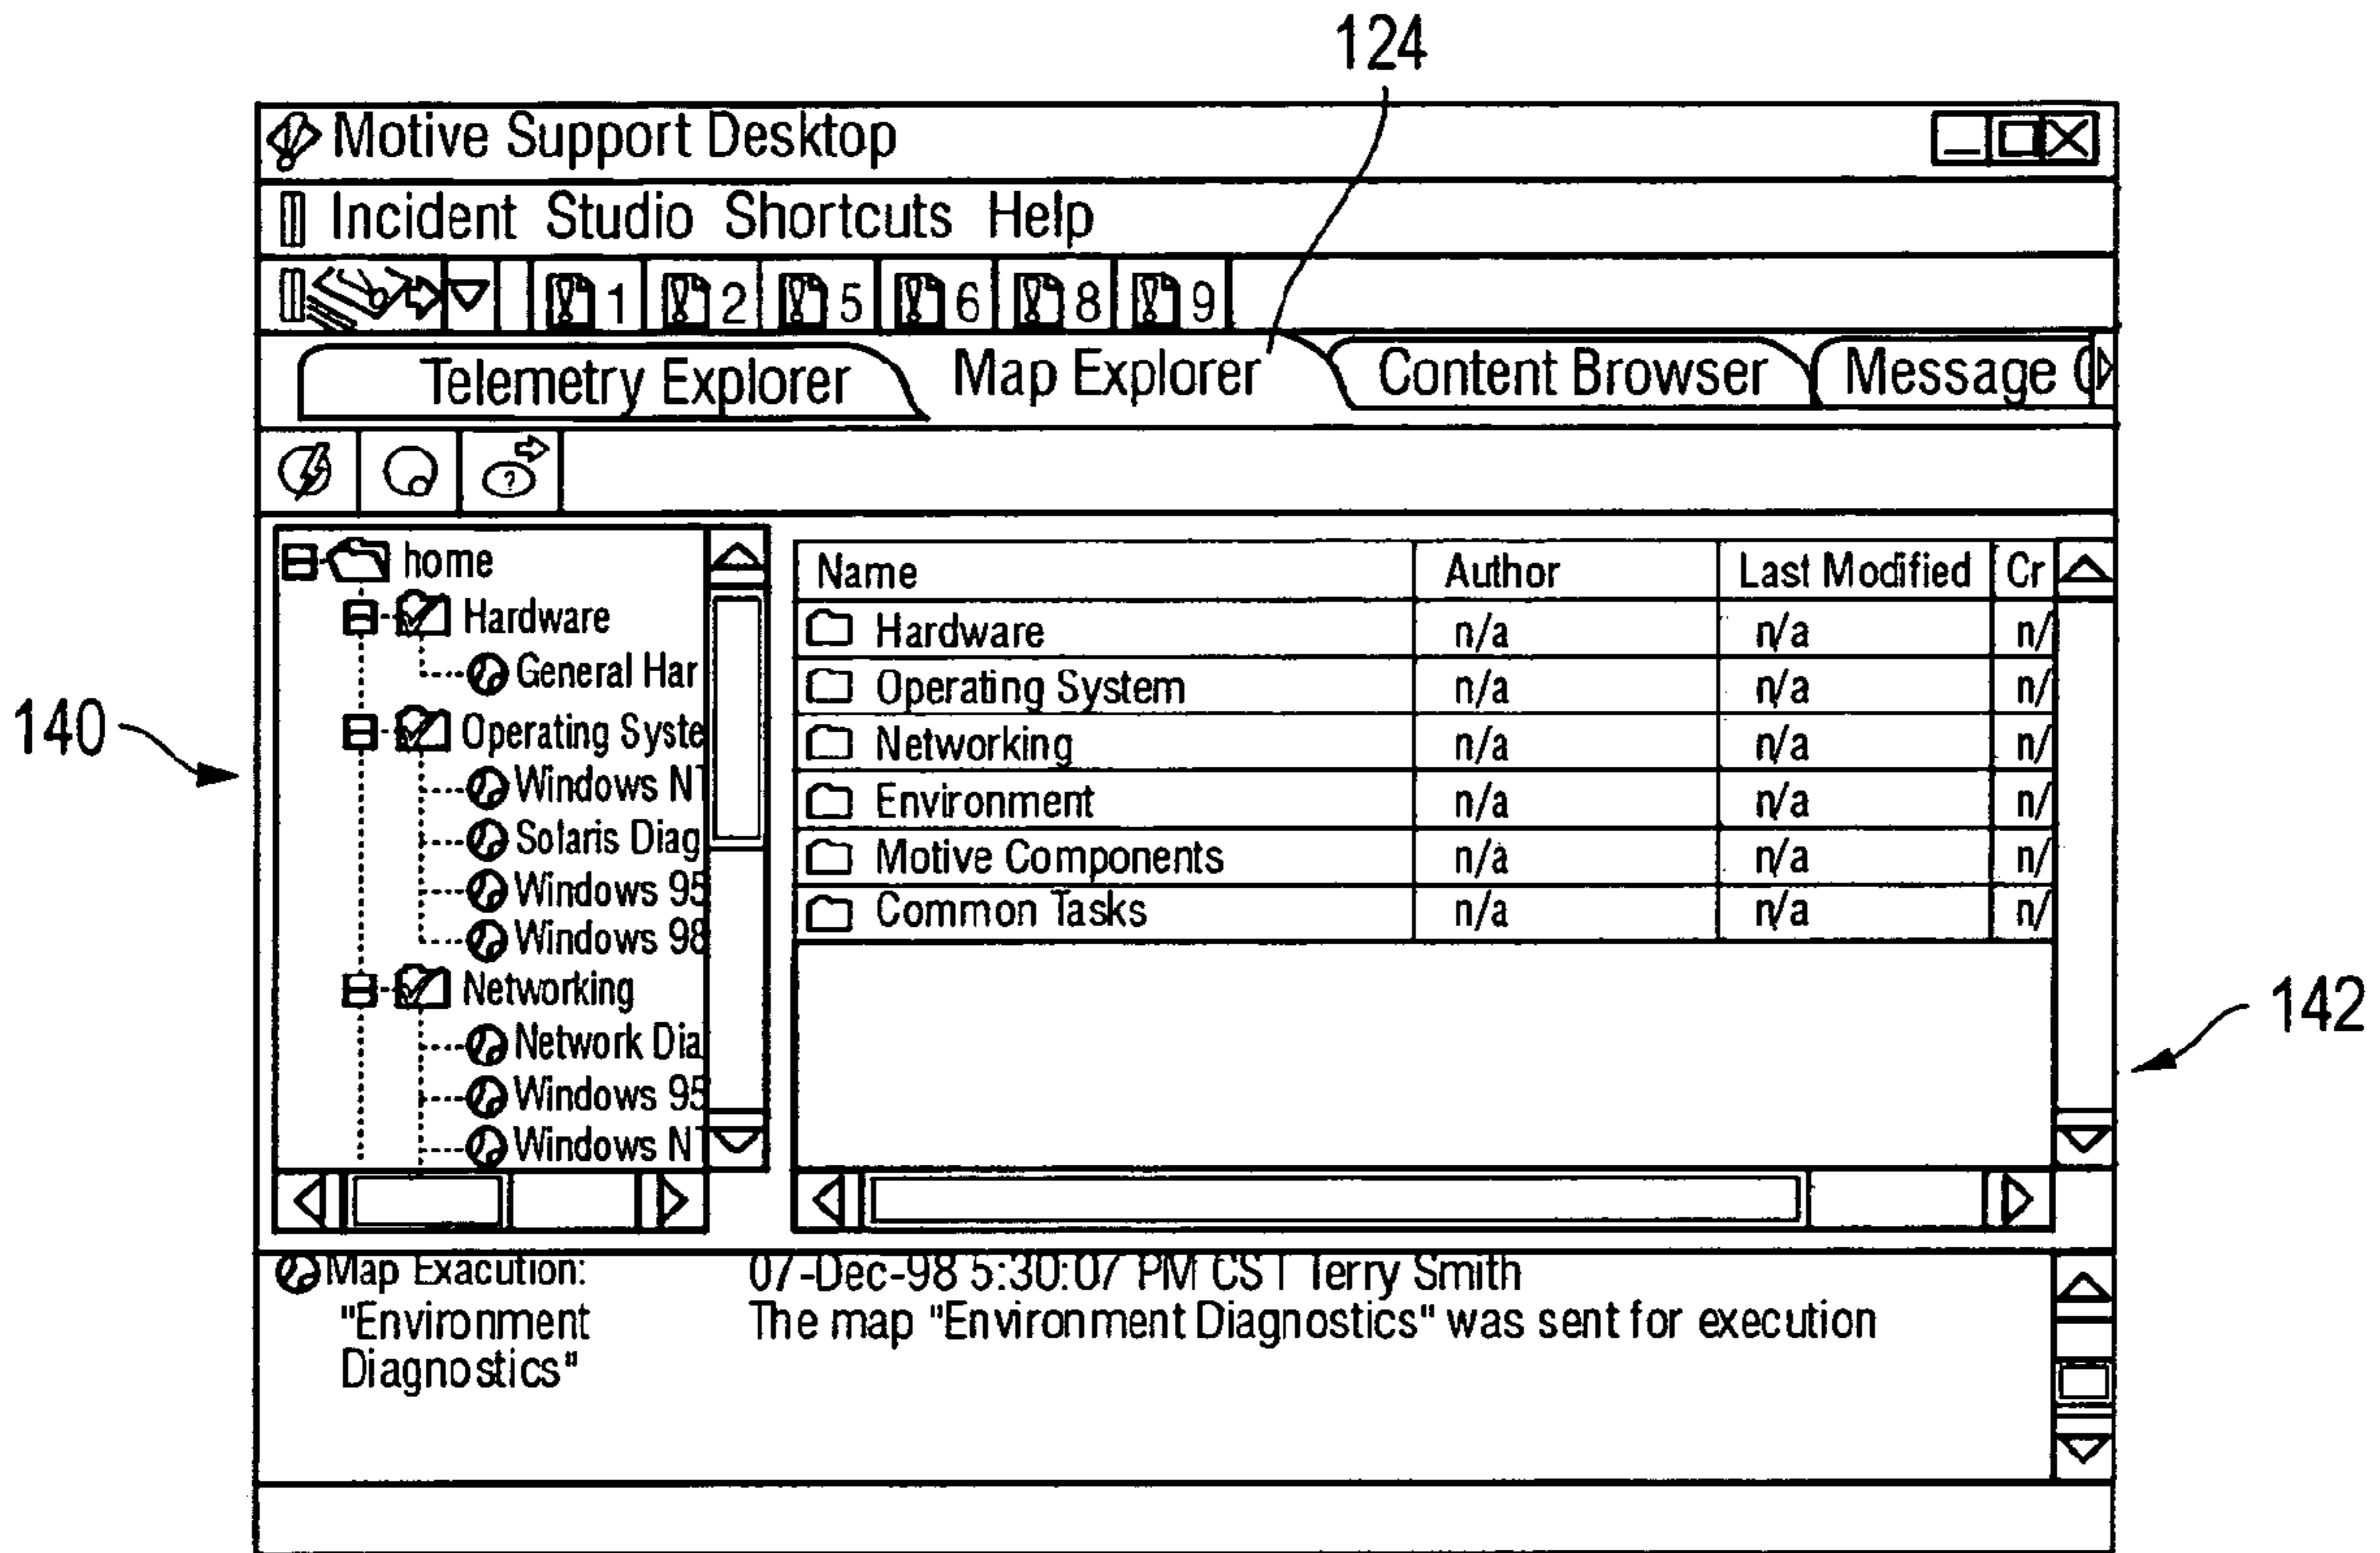 124
Motive Support Desktop
Incident Studio Shortcuts Help
1 2 5 6 8 9
Telemetry Explorer Map Explorer Content Browser Message
?
home
Hardware
General Har
Operating Syste
Windows NT
Solaris Diag
Windows 95
Windows 98
Networking
Network Dia
Windows 95
Windows NT
Name Author Last Modified Cr
Hardware n/a n/a n/
Operating System n/a n/a n/
Networking n/a n/a n/
Environment n/a n/a n/
Motive Components n/a n/a n/
Common Tasks n/a n/a n/
140
142
Map Exacution:
"Environment
Diagnostics"
07-Dec-98 5:30:07 PM CST Terry Smith
The map "Environment Diagnostics" was sent for execution